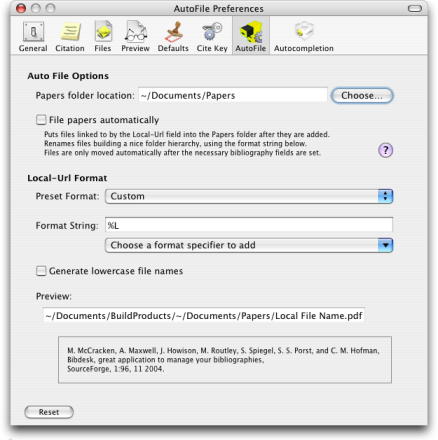 AutoFile Preferences
General Citation Files Preview Defaults Cite Key AutoFile Autocompletion
Auto File Options
Papers folder location: ~/Documents/Papers Choose...
File papers automatically
Puts files linked to by the Local-Url field into the Papers folder after they are added.
Renames files building a nice folder hierarchy, using the format string below.
Files are only moved automatically after the necessary bibliography fields are set.
?
Local-Url Format
Preset Format: Custom
Format String: %L
Choose a format specifier to add
Generate lowercase file names
Preview:
~/Documents/BuildProducts/~/Documents/Papers/Local File Name.pdf
M. McCracken, A. Maxwell, J. Howison, M. Routley, S. Spiegel, S. S. Porst, and C. M. Hofman,
Bibdesk, great application to manage your bibliographies,
SourceForge, 1:96, 11 2004.
Reset